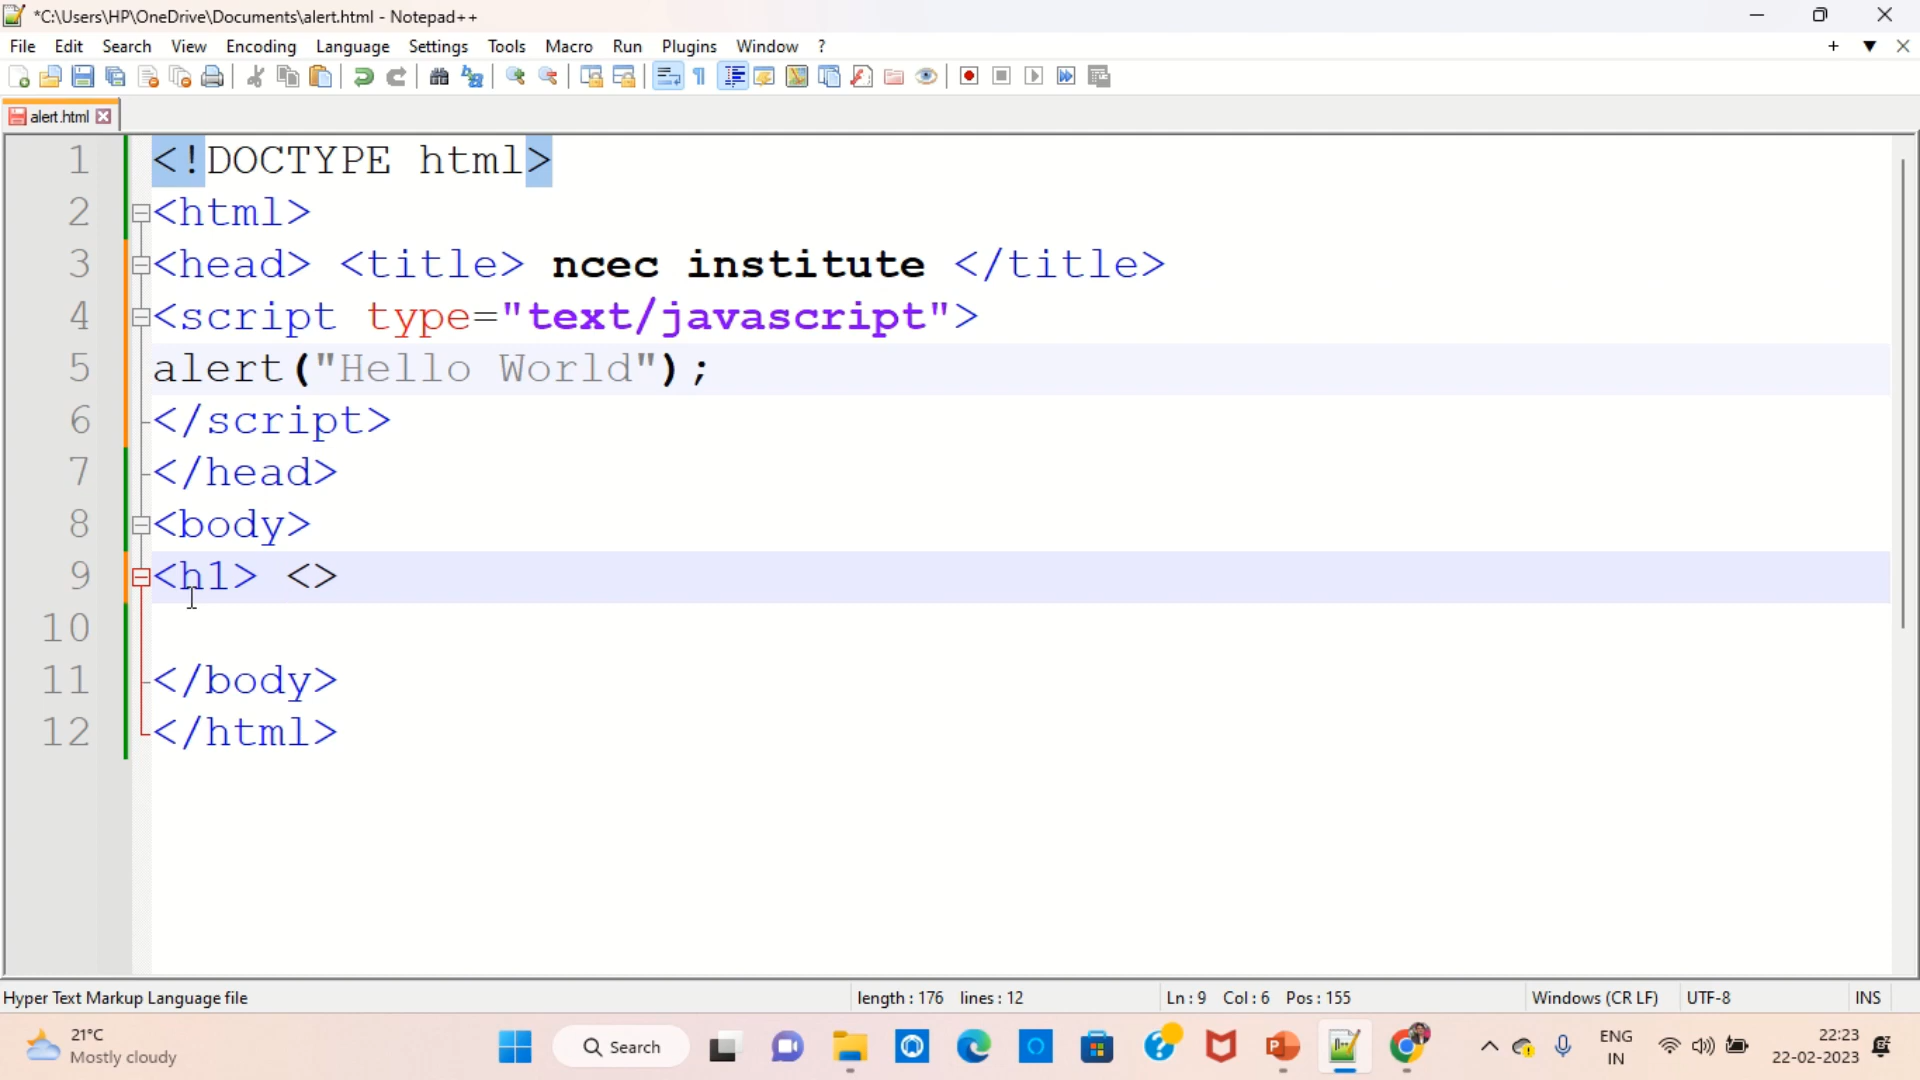 *C:\Users\HP\OneDrive\Documents\alert.html - Notepad++
File Edit Search View Encoding Language Settings Tools Macro Run Plugins Window ?
alert.html
1 <!DOCTYPE html>
2 <html>
3 <head> <title> ncec institute </title>
4 <script type="text/javascript">
5 alert("Hello World");
6 </script>
7 </head>
8 <body>
9 <h1> <>
10
11 </body>
12 </html>
Hyper Text Markup Language file length : 176 lines : 12 Ln : 9 Col : 6 Pos : 155 Windows (CR LF) UTF-8 INS
21°C
Mostly cloudy
Search
ENG
IN
22:23
22-02-2023